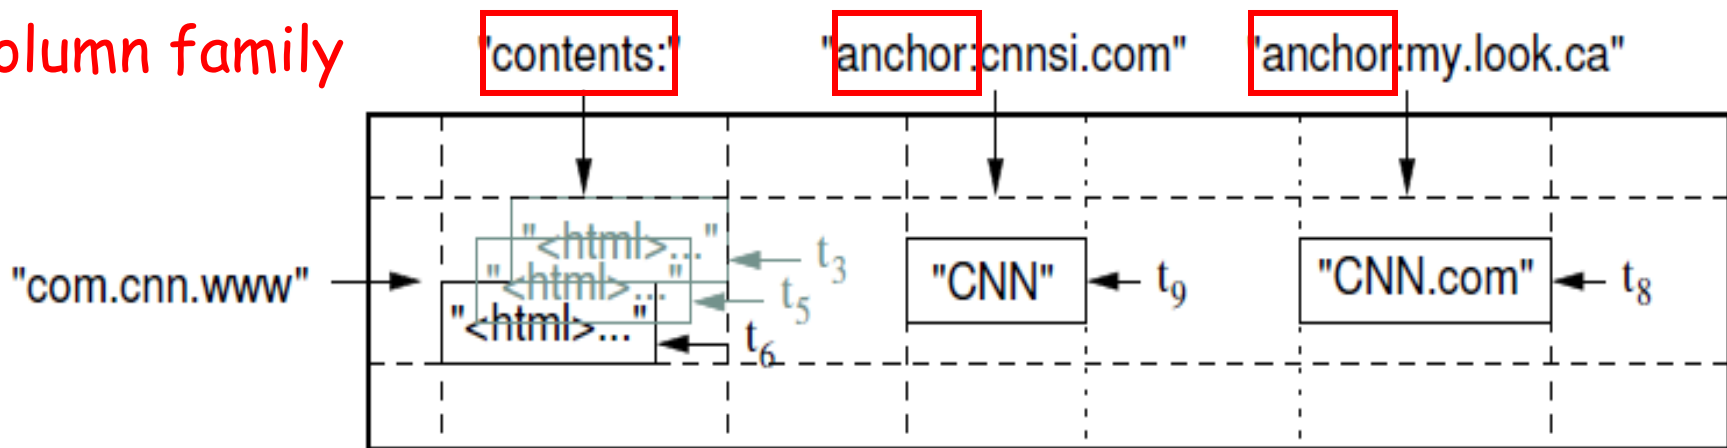 olumn family "contents:" "anchor:cnnsi.com" "anchor:my.look.ca"
"<html>..." t3
"com.cnn.www" "<html>..." t5 "CNN" t9 "CNN.com" t8
"<html>..." t6